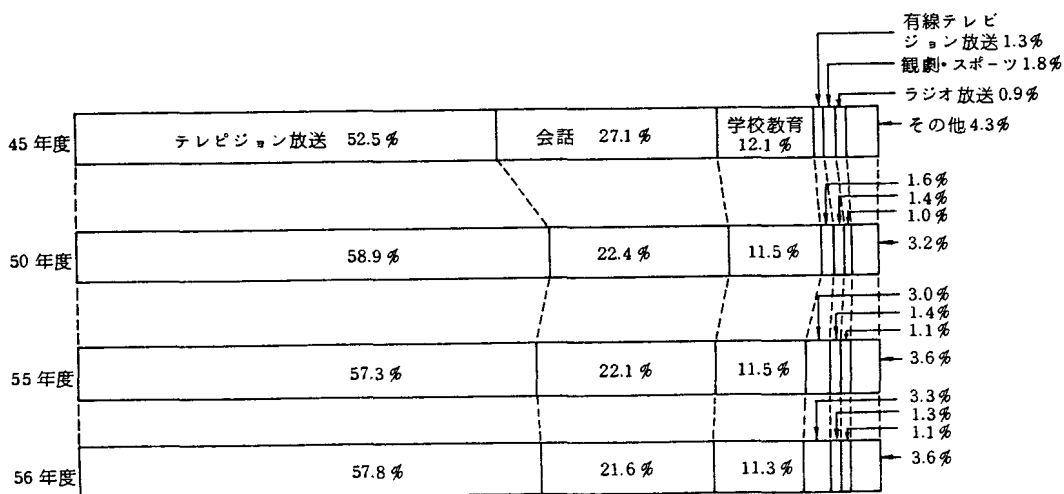 有線テレビ
ジョン放送 1.3%
観劇・スポーツ 1.8%
ラジオ放送 0.9%
45 年度
テレビジョン放送 52.5%
会話 27.1%
学校教育
12.1%
その他 4.3%
1.6%
1.4%
1.0%
50 年度
58.9%
22.4%
11.5%
3.2%
3.0%
1.4%
1.1%
55 年度
57.3%
22.1%
11.5%
3.6%
3.3%
1.3%
1.1%
56 年度
57.8%
21.6%
11.3%
3.6%